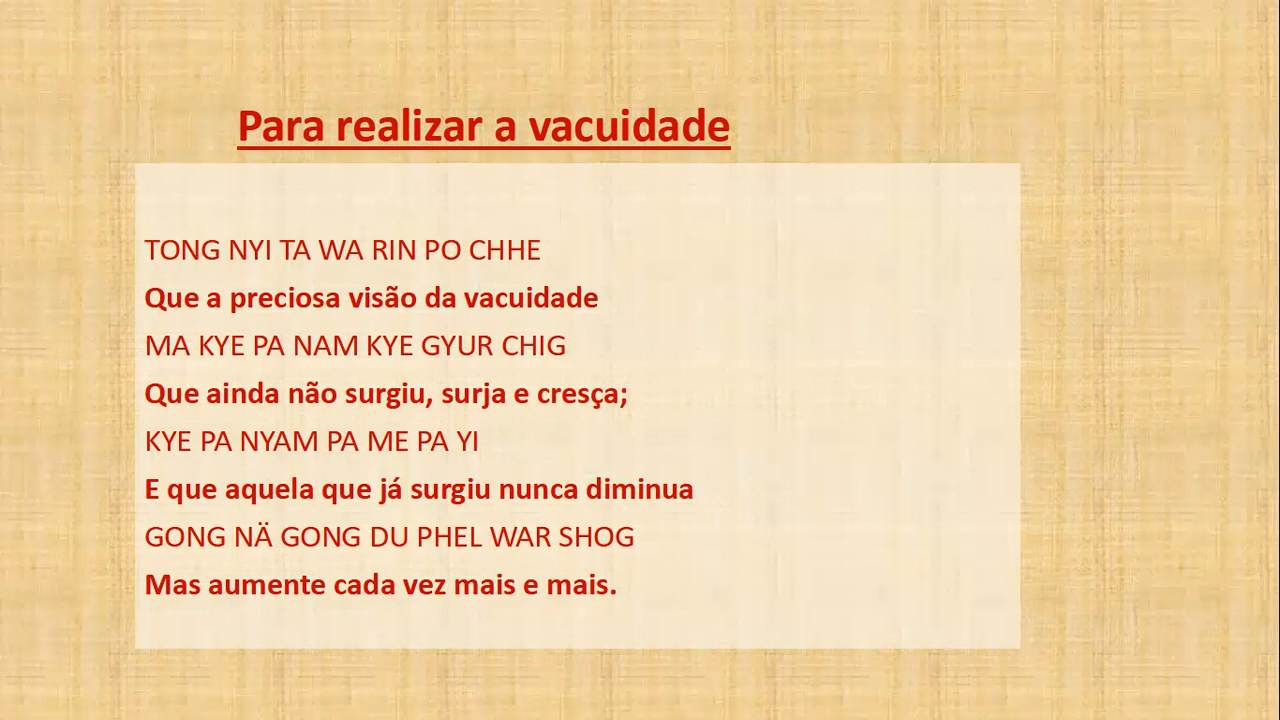 Para realizar a vacuidade
TONG NYI TA WA RIN PO CHHE
Que a preciosa visão da vacuidade
MA KYE PA NAM KYE GYUR CHIG
Que ainda não surgiu, surja e cresça;
KYE PA NYAM PA ME PA YI
E que aquela que já surgiu nunca diminua
GONG NÄ GONG DU PHEL WAR SHOG
Mas aumente cada vez mais e mais.